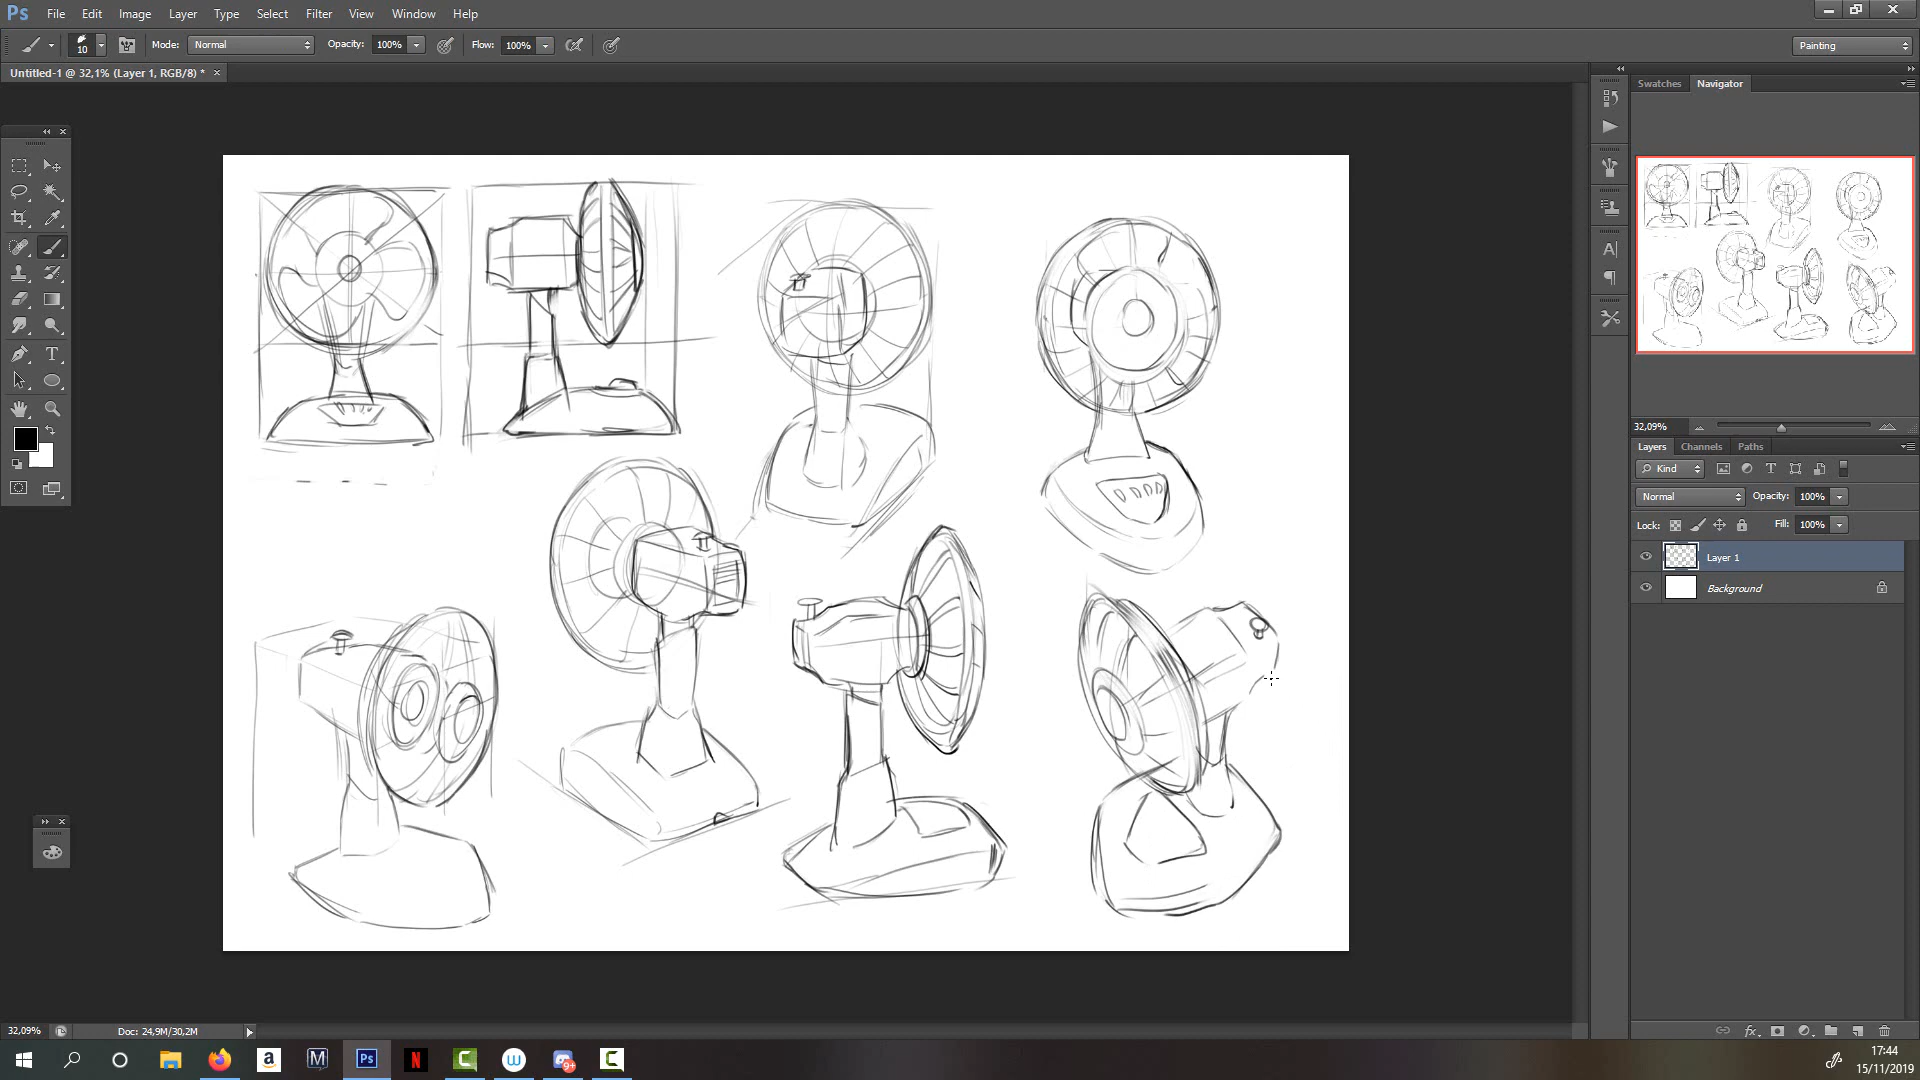 Ps File Edit Image Layer Type Select Filter View Window Help
10 Mode: Normal Opacity: 100% Flow: 100% Painting
Untitled-1 @ 32,1% (Layer 1, RGB/8) * ×
Swatches Navigator
32,09%
Layers Channels Paths
Kind
Normal Opacity: 100%
Lock: Fill: 100%
Layer 1
Background
32,09% Doc: 24,9M/30,2M
Ps
9+
17:44
15/11/2019